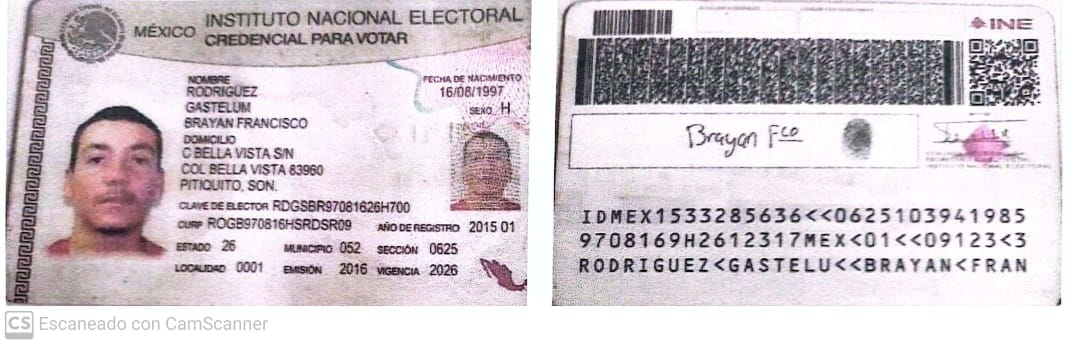 MÉXICO
INSTITUTO NACIONAL ELECTORAL
CREDENCIAL PARA VOTAR
NOMBRE
RODRIGUEZ
GASTELUM
BRAYAN FRANCISCO
FECHA DE NACIMIENTO
16/08/1997
SEXO H
DOMICILIO
C BELLA VISTA S/N
COL BELLA VISTA 83960
PITIQUITO, SON.
CLAVE DE ELECTOR RDGSBR97081626H700
CURP ROGB970816HSRDSR09 AÑO DE REGISTRO 2015 01
ESTADO 26 MUNICIPIO 052 SECCIÓN 0625
LOCALIDAD 0001 EMISIÓN 2016 VIGENCIA 2026
INE
Brayan Fco
IDMEX1533285636<<0625103941985
9708169H2612317MEX<01<<09123<3
RODRIGUEZ<GASTELU<<BRAYAN<FRAN
CS Escaneado con CamScanner